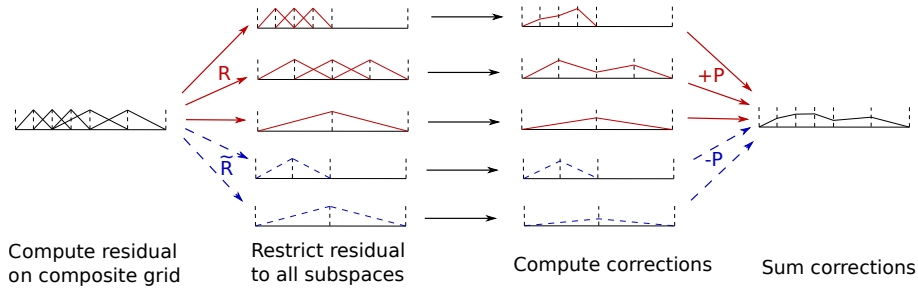 R
+P
R̃
-P
Compute residual
on composite grid
Restrict residual
to all subspaces
Compute corrections
Sum corrections